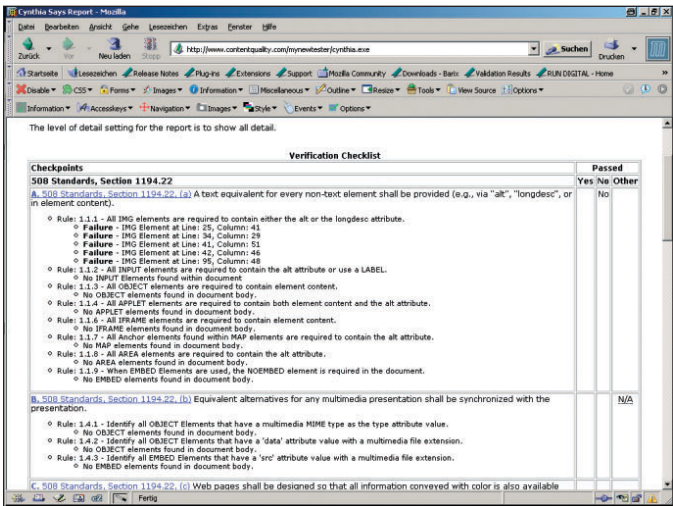 Cynthia Says Report - Mozilla
Datei Bearbeiten Ansicht Gehe Lesezeichen Extras Fenster Hilfe
Zurück Vor Neu laden Stopp http://www.contentquality.com/mynewtester/cynthia.exe Suchen Drucken
Startseite Lesezeichen Release Notes Plug-ins Extensions Support Mozilla Community Downloads - Barix Validation Results RUN DIGITAL - Home
Disable CSS Forms Images Information Miscellaneous Outline Resize Tools View Source Options
Information Accesskeys Navigation Images Style Events Options
The level of detail setting for the report is to show all detail.
Verification Checklist
Checkpoints Passed
508 Standards, Section 1194.22 Yes No Other
A. 508 Standards, Section 1194.22, (a) A text equivalent for every non-text element shall be provided (e.g., via "alt", "longdesc", or No
in element content).
Rule: 1.1.1 - All IMG elements are required to contain either the alt or the longdesc attribute.
Failure - IMG Element at Line: 25, Column: 41
Failure - IMG Element at Line: 34, Column: 29
Failure - IMG Element at Line: 41, Column: 51
Failure - IMG Element at Line: 42, Column: 46
Failure - IMG Element at Line: 95, Column: 48
Rule: 1.1.2 - All INPUT elements are required to contain the alt attribute or use a LABEL.
No INPUT Elements found within document
Rule: 1.1.3 - All OBJECT elements are required to contain element content.
No OBJECT elements found in document body.
Rule: 1.1.4 - All APPLET elements are required to contain both element content and the alt attribute.
No APPLET elements found in document body.
Rule: 1.1.6 - All IFRAME elements are required to contain element content.
No IFRAME elements found in document body.
Rule: 1.1.7 - All Anchor elements found within MAP elements are required to contain the alt attribute.
No MAP elements found in document body.
Rule: 1.1.8 - All AREA elements are required to contain the alt attribute.
No AREA elements found in document body.
Rule: 1.1.9 - When EMBED Elements are used, the NOEMBED element is required in the document.
No EMBED elements found in document body.
B. 508 Standards, Section 1194.22, (b) Equivalent alternatives for any multimedia presentation shall be synchronized with the N/A
presentation.
Rule: 1.4.1 - Identify all OBJECT Elements that have a multimedia MIME type as the type attribute value.
No OBJECT elements found in document body.
Rule: 1.4.2 - Identify all OBJECT Elements that have a 'data' attribute value with a multimedia file extension.
No OBJECT elements found in document body.
Rule: 1.4.3 - Identify all EMBED Elements that have a 'src' attribute value with a multimedia file extension.
No EMBED elements found in document body.
C. 508 Standards, Section 1194.22, (c) Web pages shall be designed so that all information conveyed with color is also available
Fertig